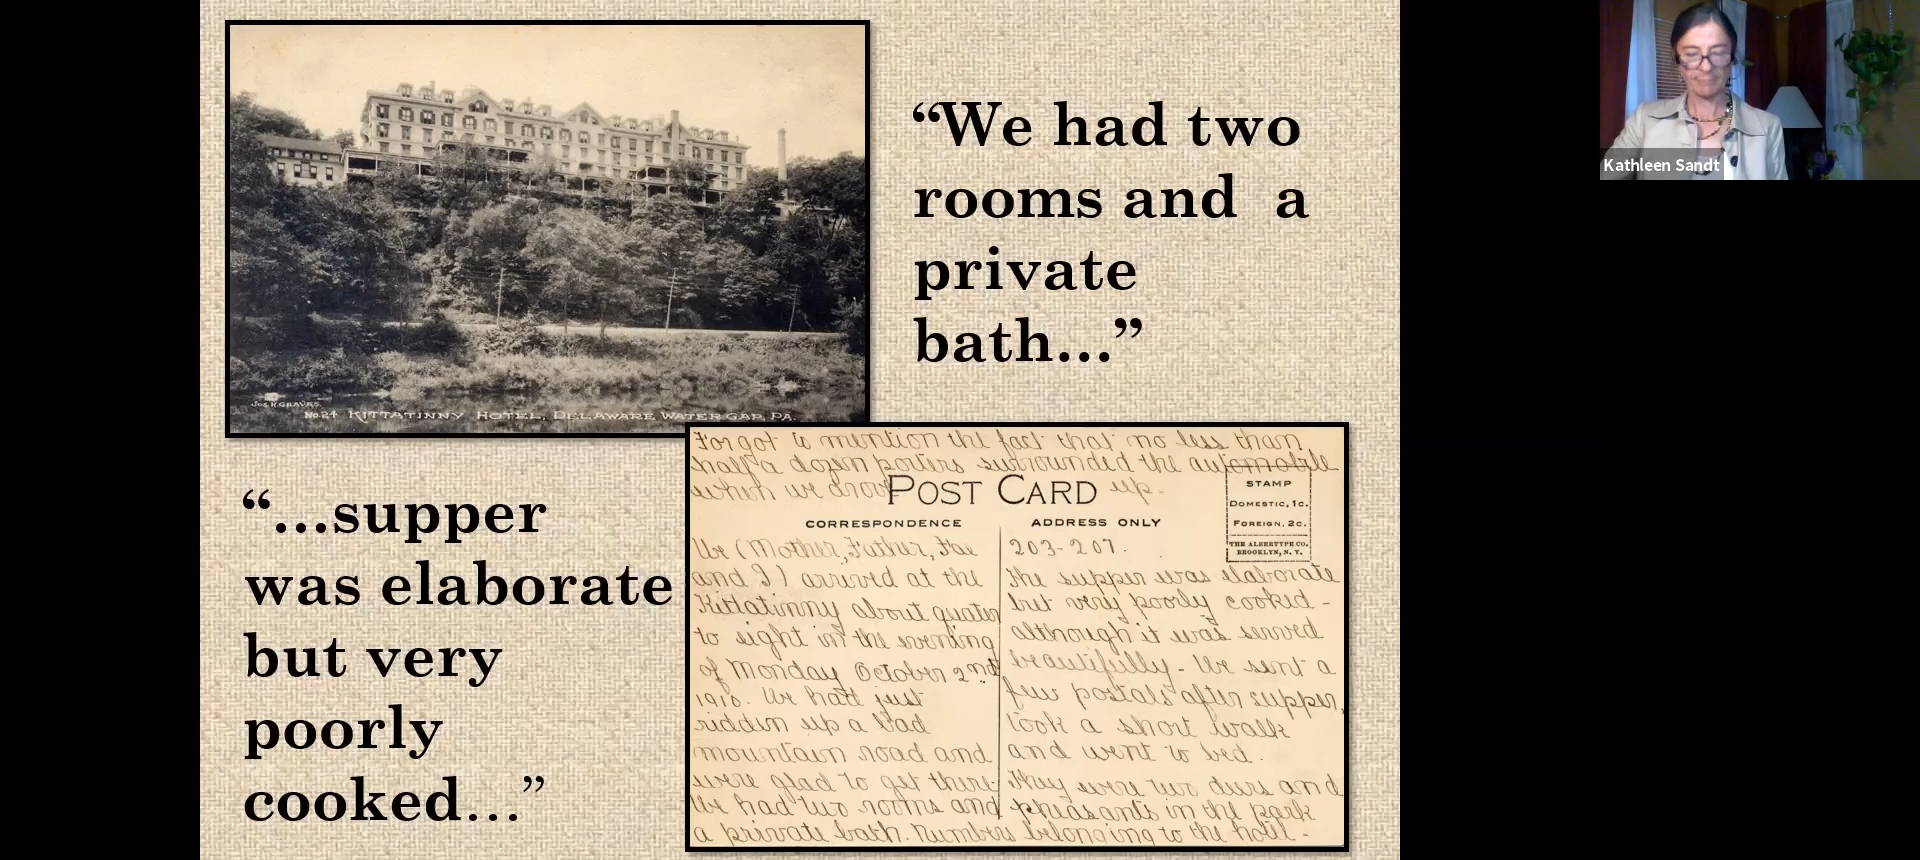 “We had two
rooms and a
private
bath...”
Jos. H. GRAVES.
No. 24 KITTATINNY HOTEL, DELAWARE WATER GAP, PA.
“...supper
was elaborate
but very
poorly
cooked...”
Forgot to mention the fact that no less than
half a dozen porters surrounded the automobile
when we drove up.
POST CARD
CORRESPONDENCE
ADDRESS ONLY
STAMP
DOMESTIC, 1c.
FOREIGN, 2c.
THE ALBERTYPE CO.
BROOKLYN, N. Y.
We (Mother, Father, Fae
and I) arrived at the
Kittatinny about quater
to eight in the evening
of Monday October 2nd
1910. We had just
ridden up a bad
mountain road and
were glad to get there.
We had two rooms and
a private bath. Numbers
203-207.
The supper was elaborate
but very poorly cooked -
although it was served
beautifully - We sent a
few postals after supper,
took a short walk
and went to bed.
They were two deers and
pheasants in the park
belonging to the hotel -
Kathleen Sandt